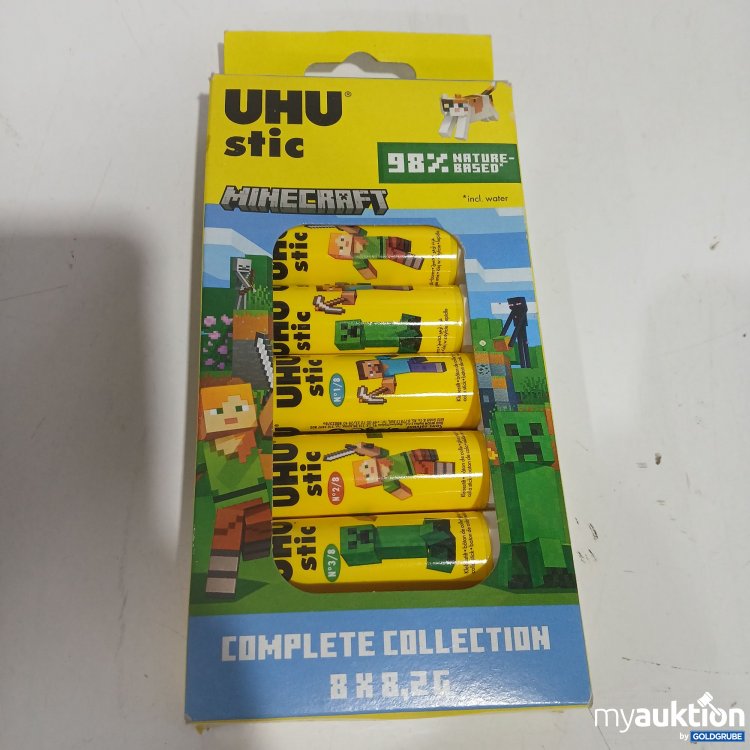 UHU®
stic
98% NATURE-
BASED*
*incl. water
MINECRAFT
UHU
stic
UHU
stic
UHU
stic
N°1/8
UHU
stic
N°2/8
UHU
stic
N°3/8
COMPLETE COLLECTION
8 X 8,2G
myauktion
by GOLDGRUBE